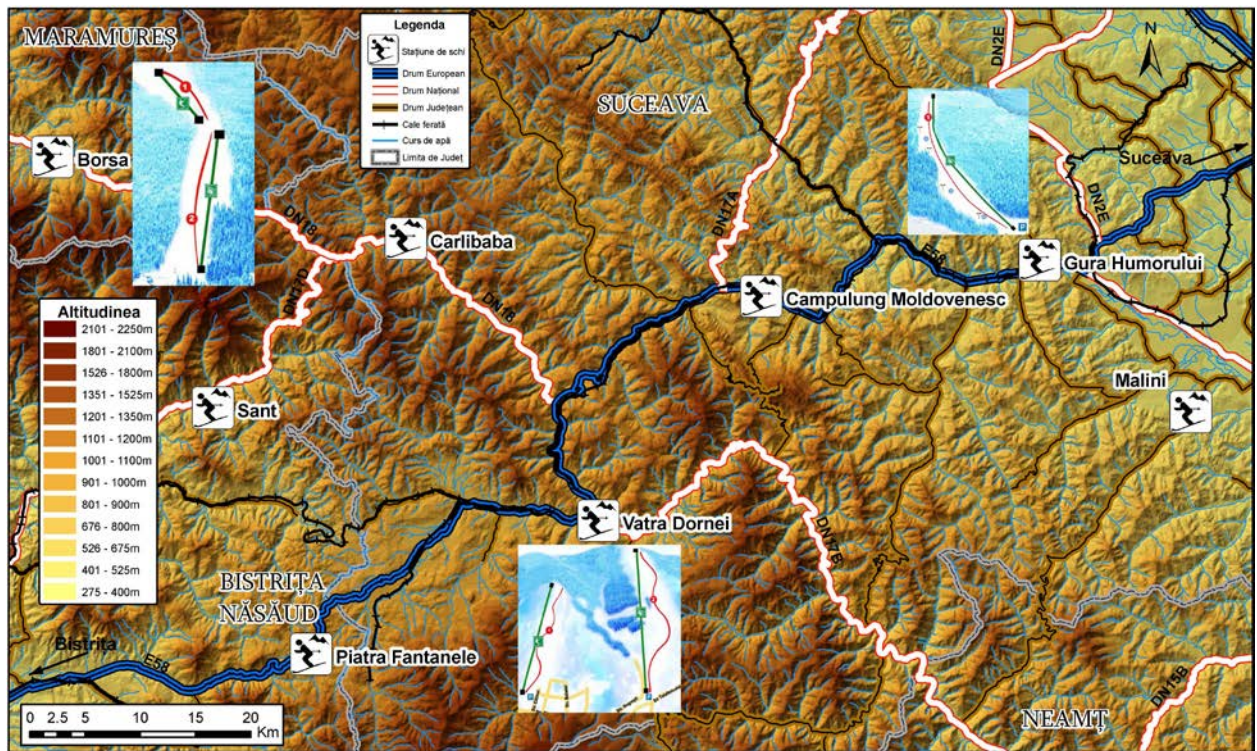 MARAMUREŞ
SUCEAVA
Legenda
Staţiune de schi
Drum European
Drum Național
Drum Județean
Cale ferată
Curs de apă
Limita de Județ
N
DN2E
Suceava
DN2E
Borsa
DN18
Carlibaba
DN17D
DN18
DN17A
E58
Gura Humorului
Campulung Moldovenesc
Malini
Sant
Altitudinea
2101 - 2250m
1801 - 2100m
1526 - 1800m
1351 - 1525m
1201 - 1350m
1101 - 1200m
1001 - 1100m
901 - 1000m
801 - 900m
676 - 800m
526 - 675m
401 - 525m
275 - 400m
Vatra Dornei
DN17B
BISTRIȚA
NĂSĂUD
Bistrita
E58
Piatra Fantanele
NEAMȚ
DN15B
0 2.5 5 10 15 20
Km
1
2